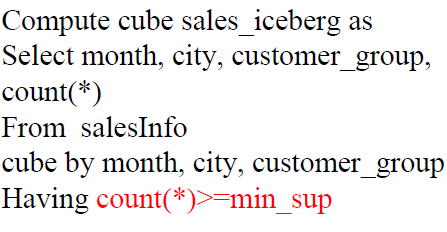 Compute cube sales_iceberg as
Select month, city, customer_group,
count(*)
From  salesInfo
cube by month, city, customer_group
Having count(*)>=min_sup